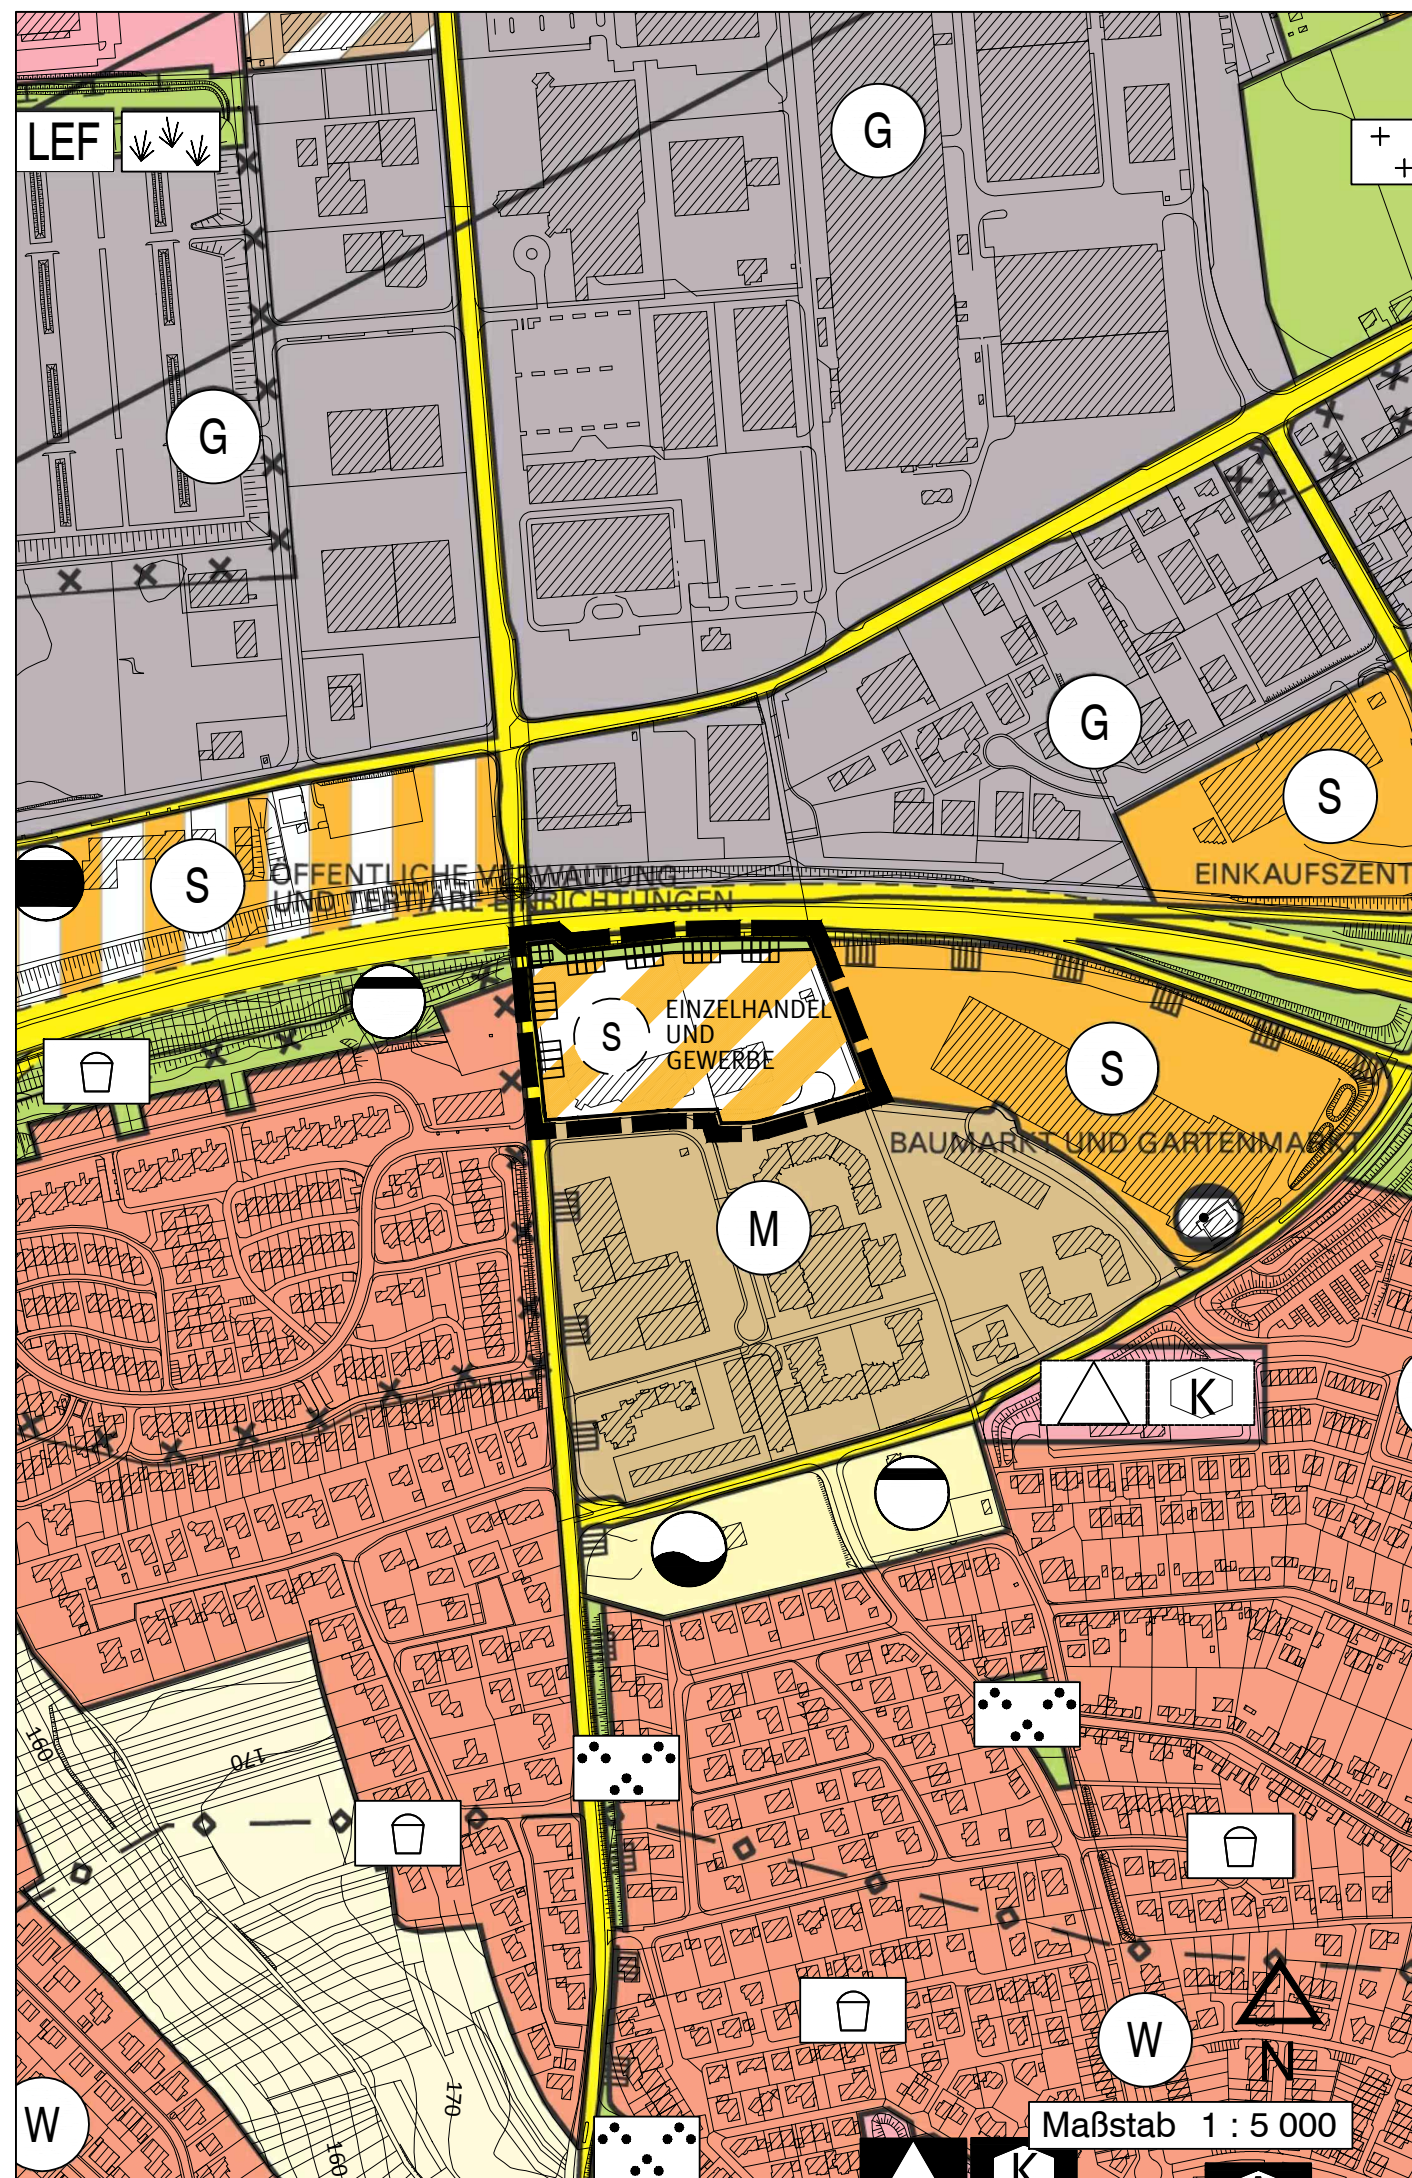 LEF
G
G
G
S
S
ÖFFENTLICHE VERWALTUNG
UND TERTIÄRE EINRICHTUNGEN
EINKAUFSZENT
S
EINZELHANDEL
UND
GEWERBE
S
BAUMARKT UND GARTENMARKT
M
K
160
170
W
N
W
170
160
Maßstab 1 : 5 000
K